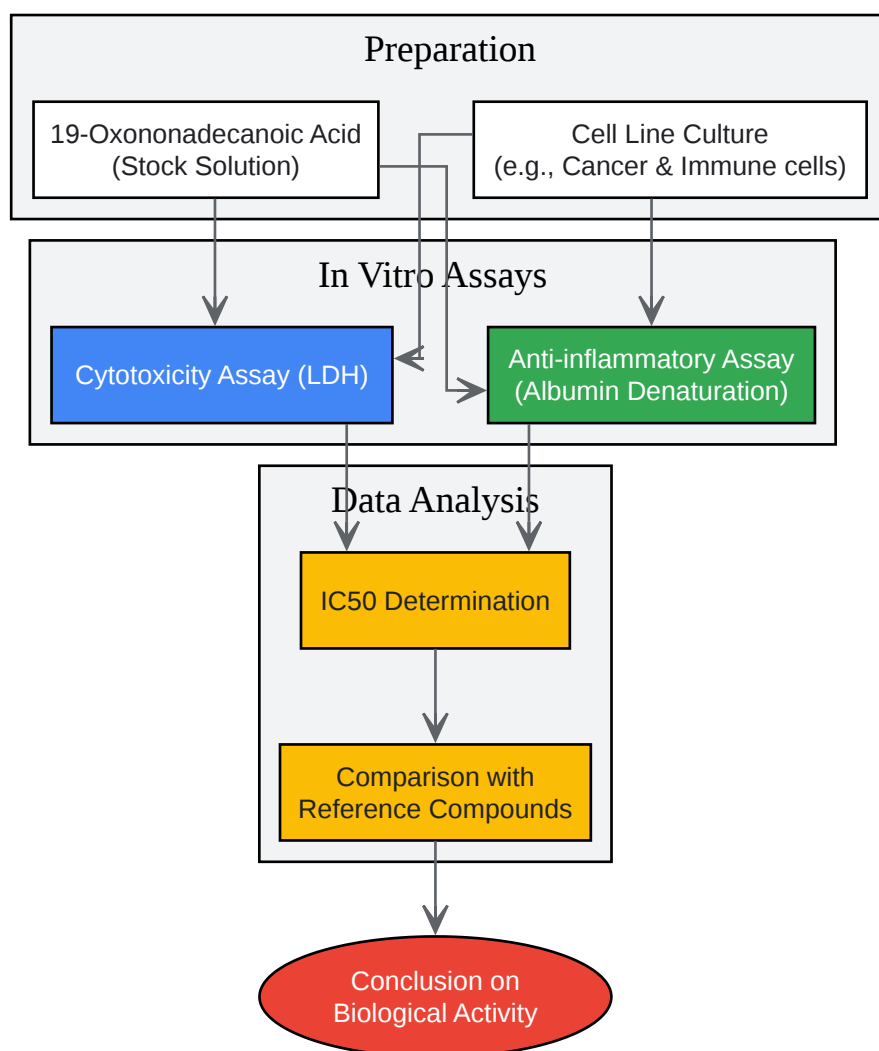 Preparation
19-Oxononadecanoic Acid
(Stock Solution)
Cell Line Culture
(e.g., Cancer & Immune cells)
In Vitro Assays
Cytotoxicity Assay (LDH)
Anti-inflammatory Assay
(Albumin Denaturation)
Data Analysis
IC50 Determination
Comparison with
Reference Compounds
Conclusion on
Biological Activity